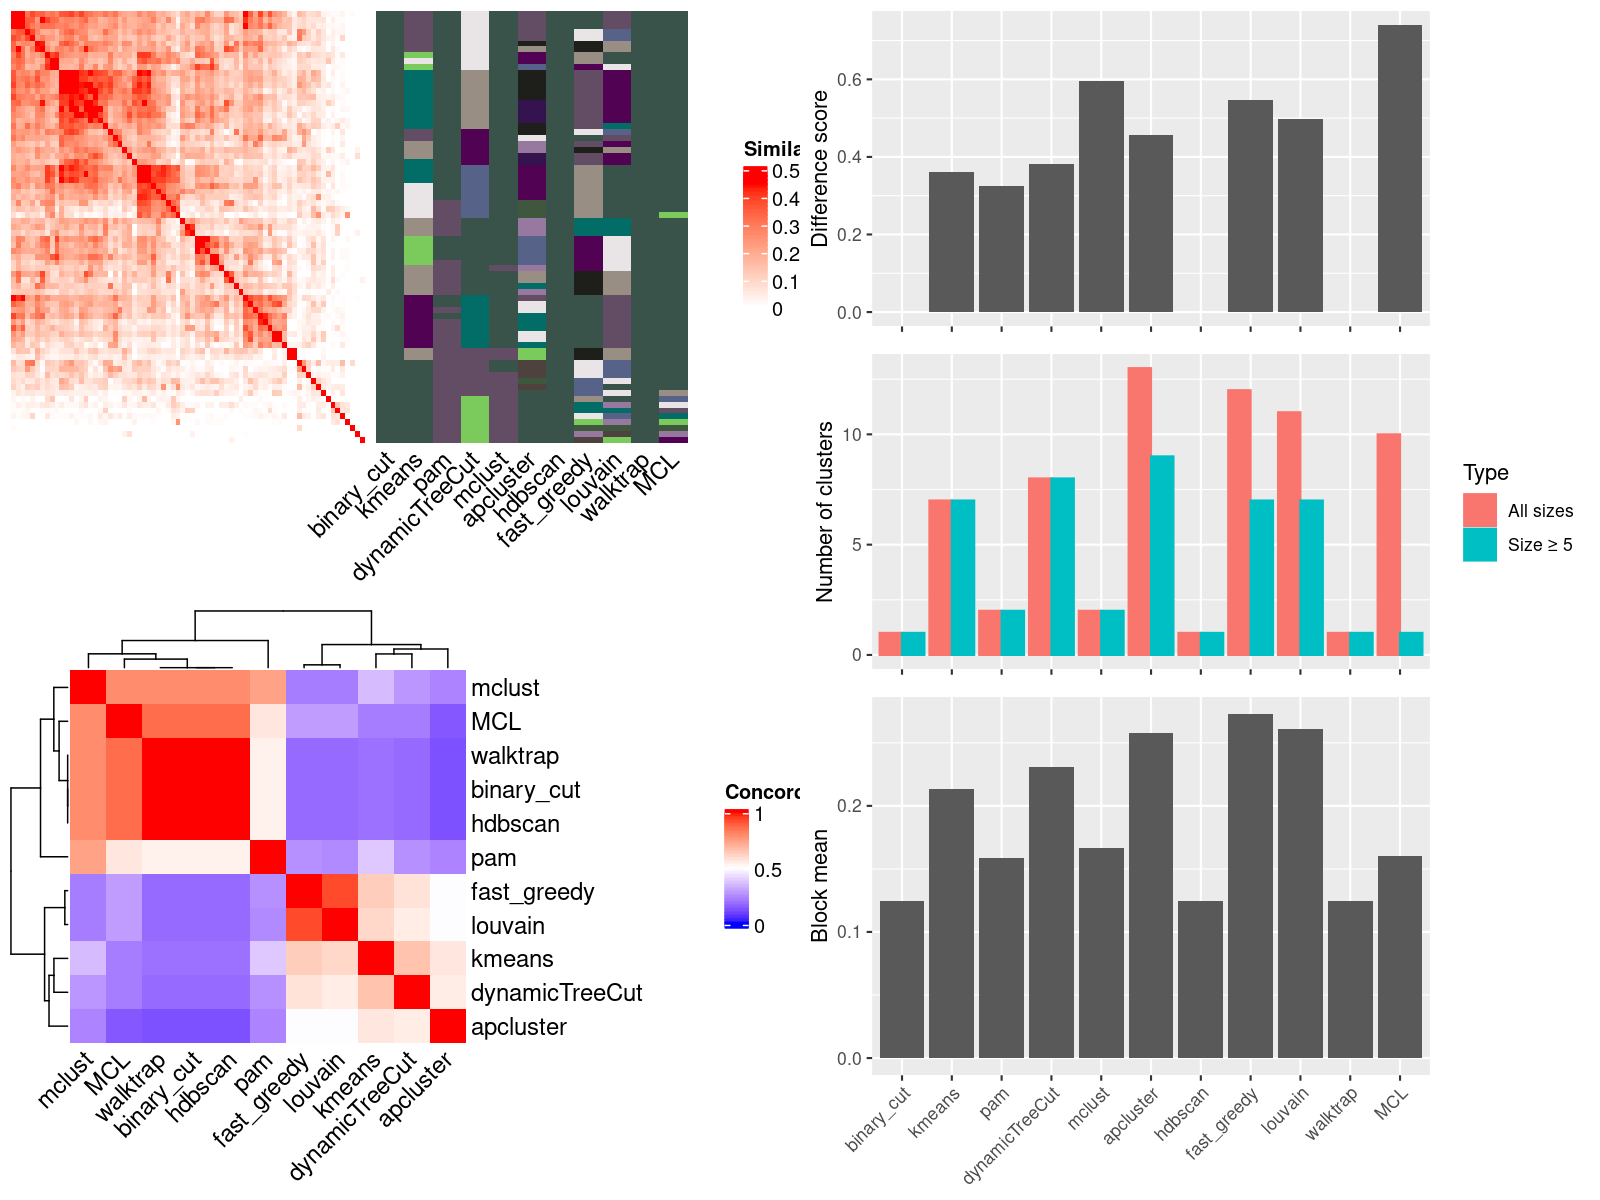 Simila
0.5
0.4
0.3
0.2
0.1
0
binary_cut
kmeans
pam
dynamicTreeCut
mclust
apcluster
hdbscan
fast_greedy
louvain
walktrap
MCL
Difference score
0.6
0.4
0.2
0.0
Number of clusters
10
5
0
Type
All sizes
Size ≥ 5
mclust
MCL
walktrap
binary_cut
hdbscan
pam
fast_greedy
louvain
kmeans
dynamicTreeCut
apcluster
mclust
MCL
walktrap
binary_cut
hdbscan
pam
fast_greedy
louvain
kmeans
dynamicTreeCut
apcluster
Concord
1
0.5
0
Block mean
0.2
0.1
0.0
binary_cut
kmeans
pam
dynamicTreeCut
mclust
apcluster
hdbscan
fast_greedy
louvain
walktrap
MCL